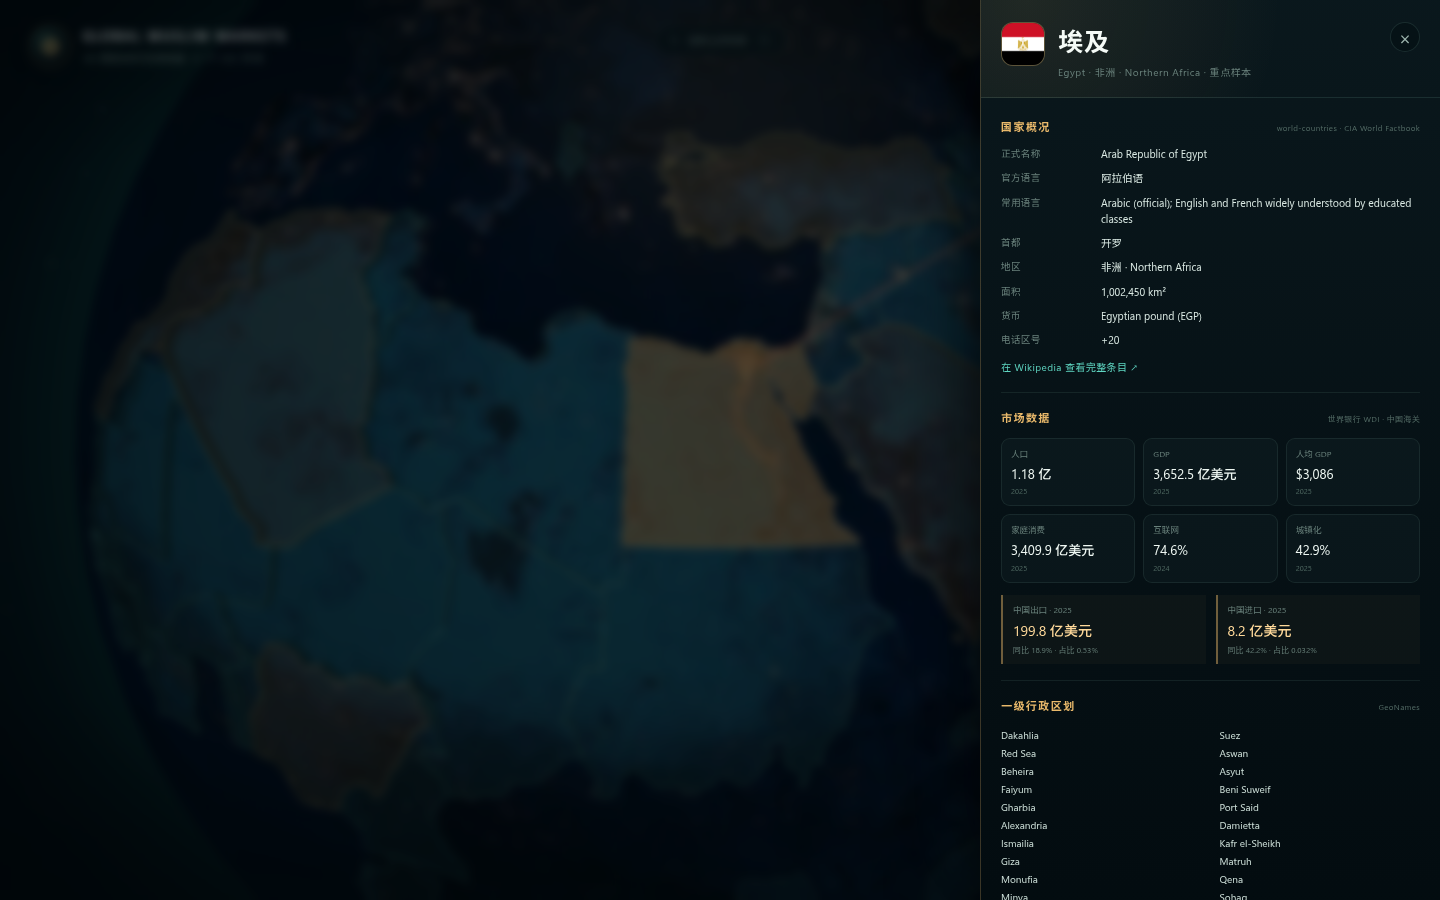 埃及
Egypt · 非洲 · Northern Africa · 重点样本
国家概况
world-countries · CIA World Factbook
正式名称 Arab Republic of Egypt
官方语言 阿拉伯语
常用语言 Arabic (official); English and French widely understood by educated
classes
首都 开罗
地区 非洲 · Northern Africa
面积 1,002,450 km²
货币 Egyptian pound (EGP)
电话区号 +20
在 Wikipedia 查看完整条目 ↗
市场数据
世界银行 WDI · 中国海关
人口 GDP 人均 GDP
1.18 亿 3,652.5 亿美元 $3,086
2025 2025 2025
家庭消费 互联网 城镇化
3,409.9 亿美元 74.6% 42.9%
2025 2024 2025
中国出口 · 2025 中国进口 · 2025
199.8 亿美元 8.2 亿美元
同比 18.9% · 占比 0.53% 同比 42.2% · 占比 0.032%
一级行政区划
GeoNames
Dakahlia Suez
Red Sea Aswan
Beheira Asyut
Faiyum Beni Suweif
Gharbia Port Said
Alexandria Damietta
Ismailia Kafr el-Sheikh
Giza Matruh
Monufia Qena
Minya Sohag